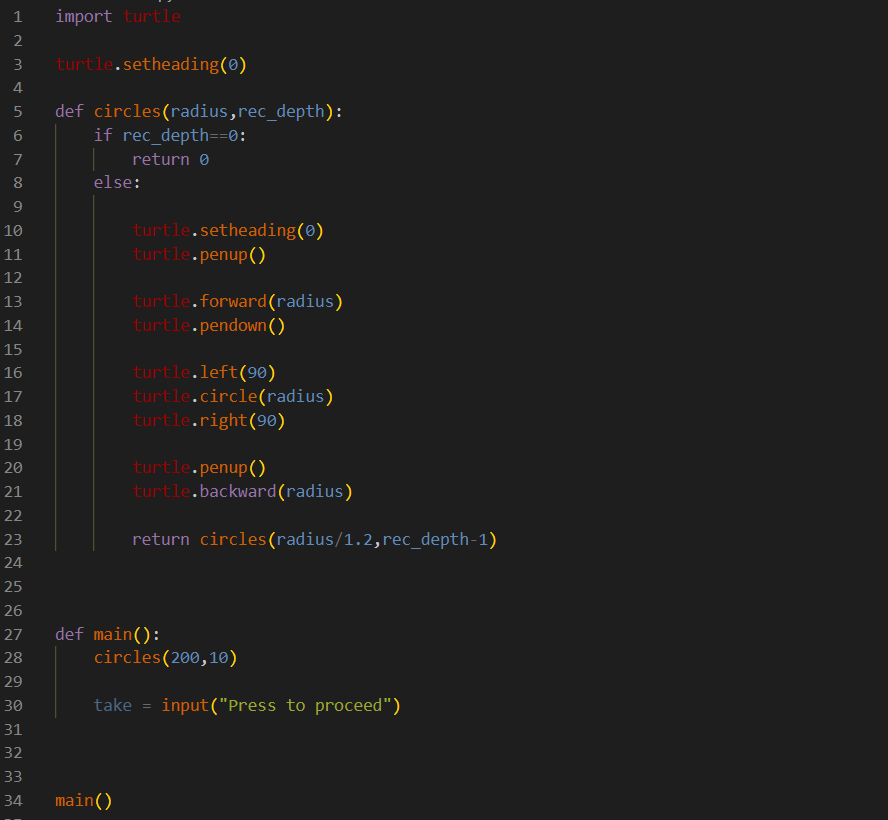 1 import turtle
2
3 turtle.setheading(0)
4
5 def circles(radius,rec_depth):
6     if rec_depth==0:
7         return 0
8     else:
9
10         turtle.setheading(0)
11         turtle.penup()
12
13         turtle.forward(radius)
14         turtle.pendown()
15
16         turtle.left(90)
17         turtle.circle(radius)
18         turtle.right(90)
19
20         turtle.penup()
21         turtle.backward(radius)
22
23         return circles(radius/1.2,rec_depth-1)
24
25
26
27 def main():
28     circles(200,10)
29
30     take = input("Press to proceed")
31
32
33
34 main()